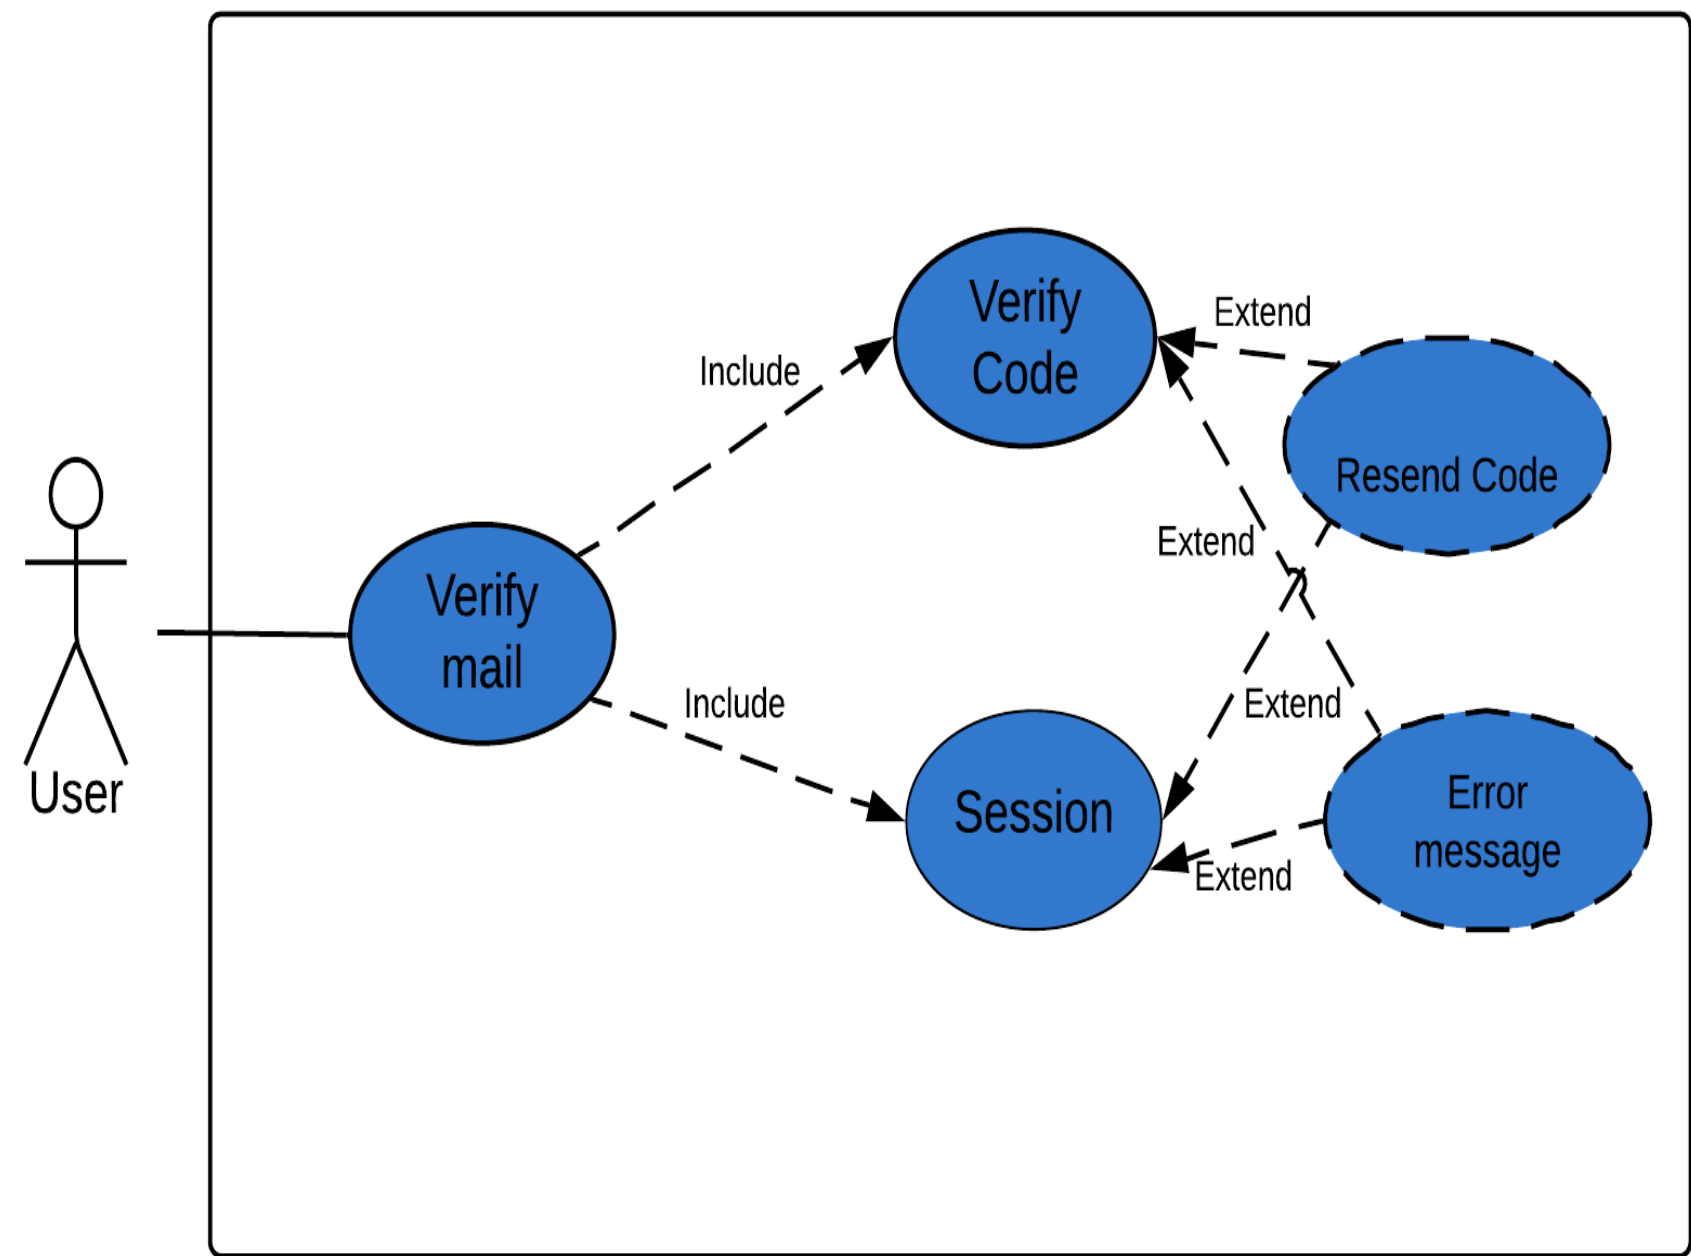 Verify
Code
Extend
Include
Resend Code
Extend
Verify
mail
User
Include
Extend
Session
Error
message
Extend